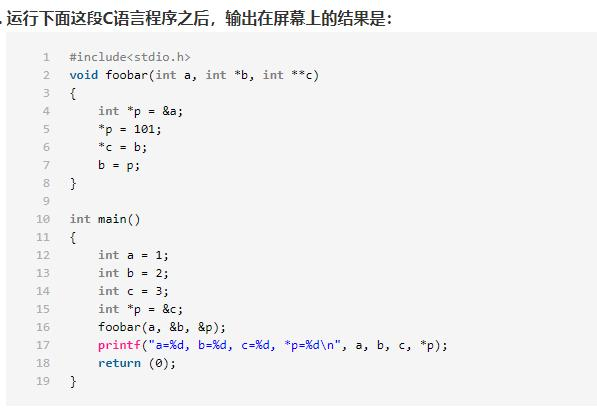 . 运行下面这段C语言程序之后，输出在屏幕上的结果是：
1 #include<stdio.h>
2 void foobar(int a, int *b, int **c)
3 {
4     int *p = &a;
5     *p = 101;
6     *c = b;
7     b = p;
8 }
9
10 int main()
11 {
12     int a = 1;
13     int b = 2;
14     int c = 3;
15     int *p = &c;
16     foobar(a, &b, &p);
17     printf("a=%d, b=%d, c=%d, *p=%d\n", a, b, c, *p);
18     return (0);
19 }